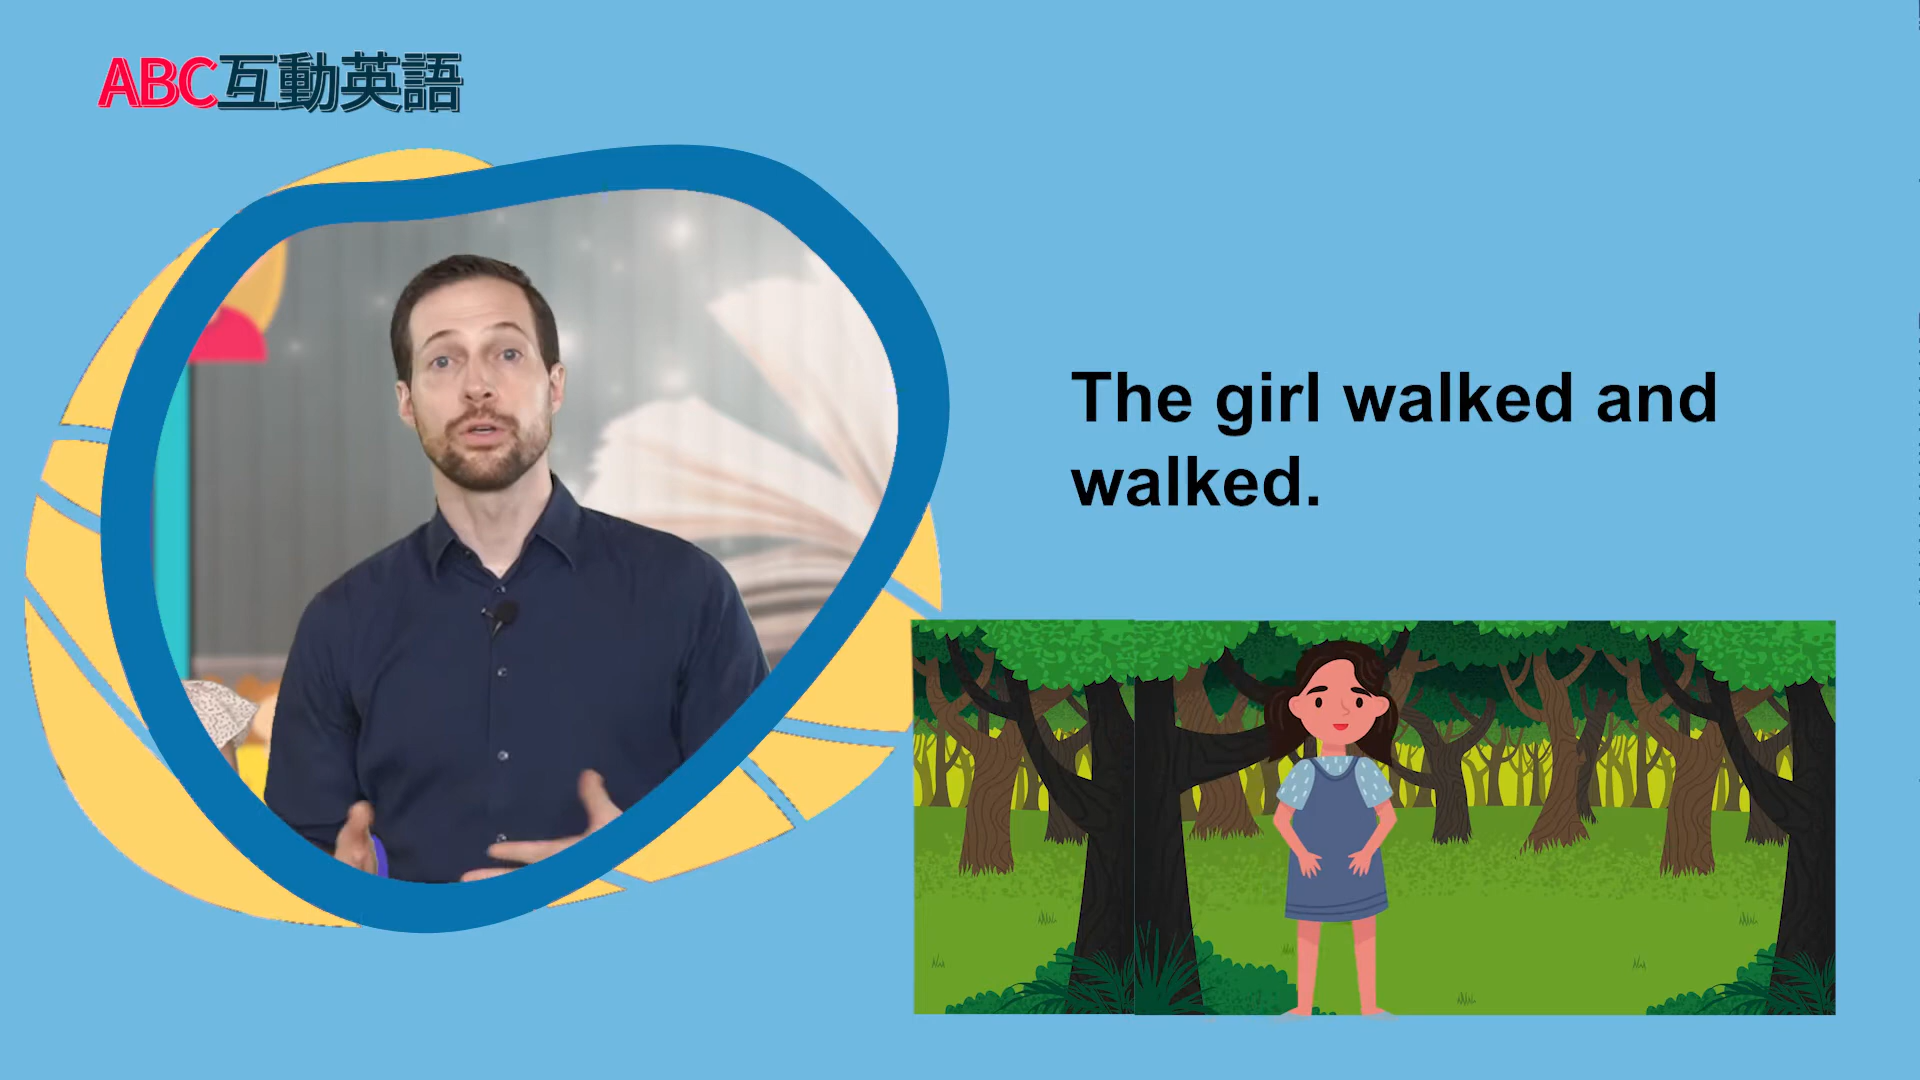 ABC互動英語
The girl walked and
walked.